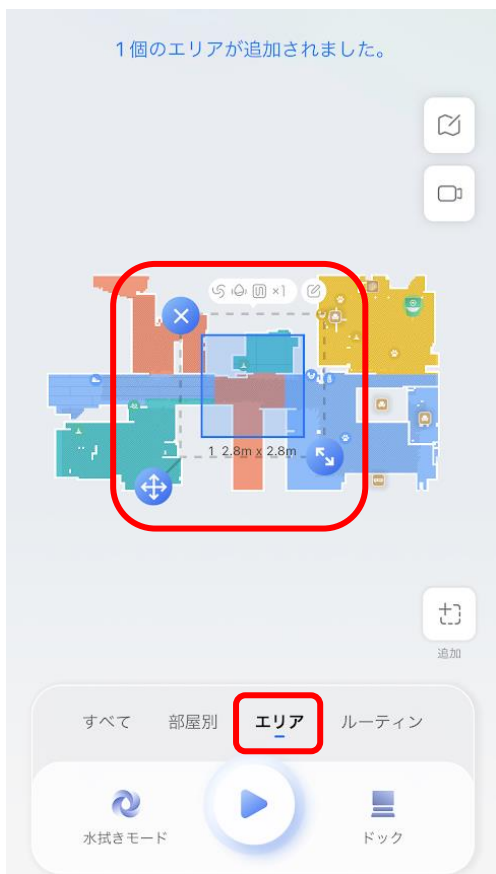 1個のエリアが追加されました。
×1
1 2.8m x 2.8m
追加
すべて 部屋別 エリア ルーティン
水拭きモード ドック